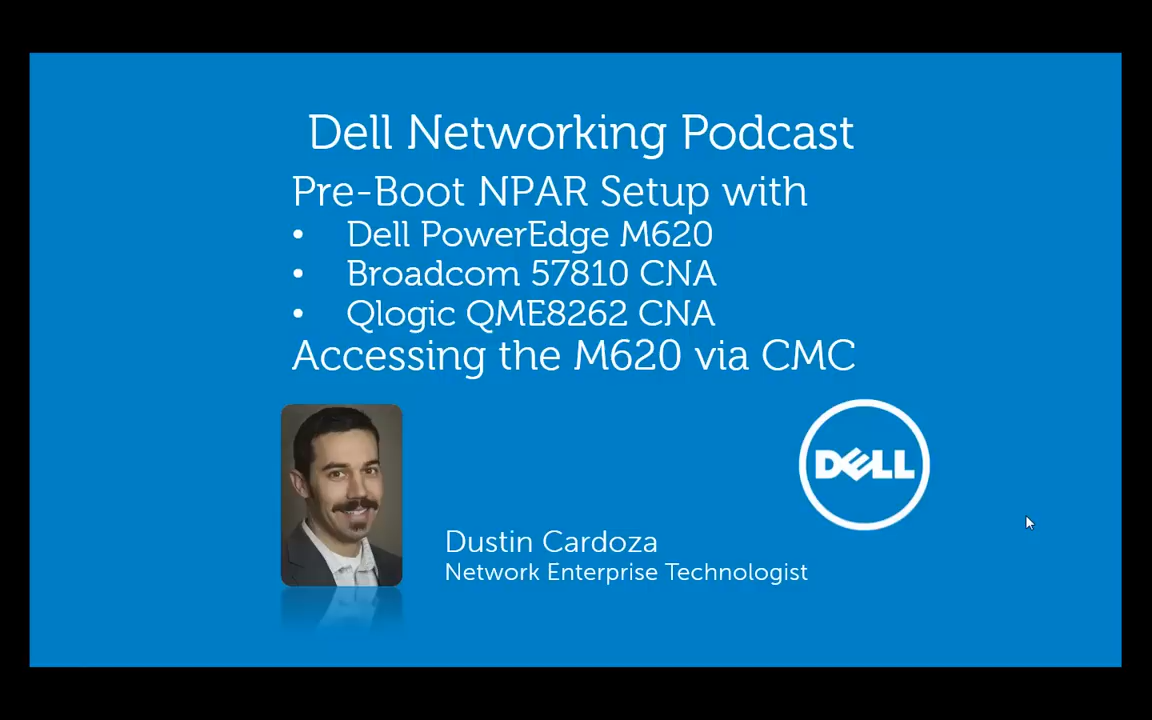 Dell Networking Podcast
Pre-Boot NPAR Setup with
• Dell PowerEdge M620
• Broadcom 57810 CNA
• Qlogic QME8262 CNA
Accessing the M620 via CMC
DELL
Dustin Cardoza
Network Enterprise Technologist